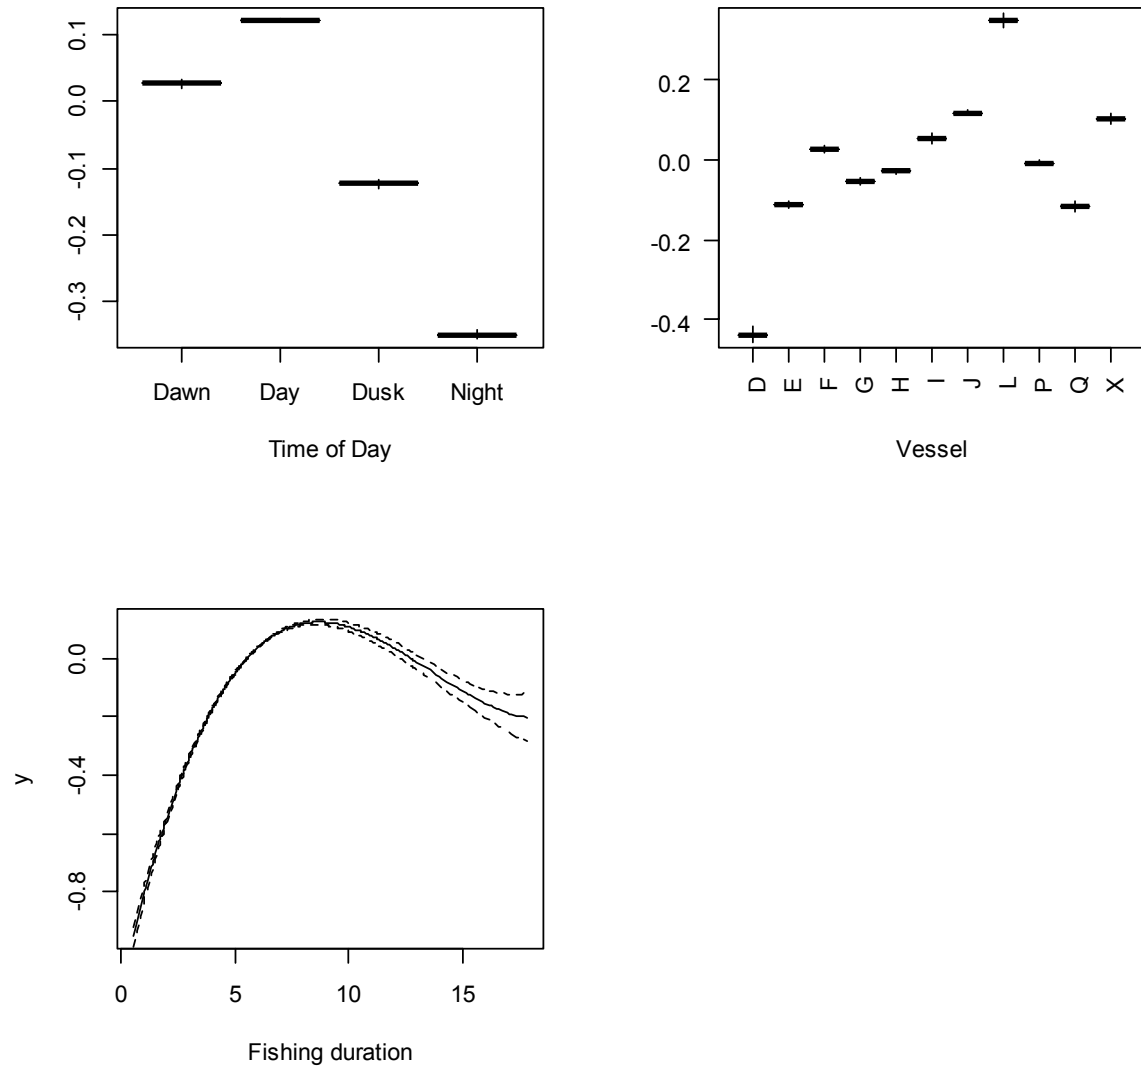 0.1
0.0
-0.1
-0.2
-0.3
Dawn Day Dusk Night
Time of Day
0.2
0.0
-0.2
-0.4
D E F G H I J L P Q X
Vessel
0.0
-0.4
-0.8
y
0 5 10 15
Fishing duration